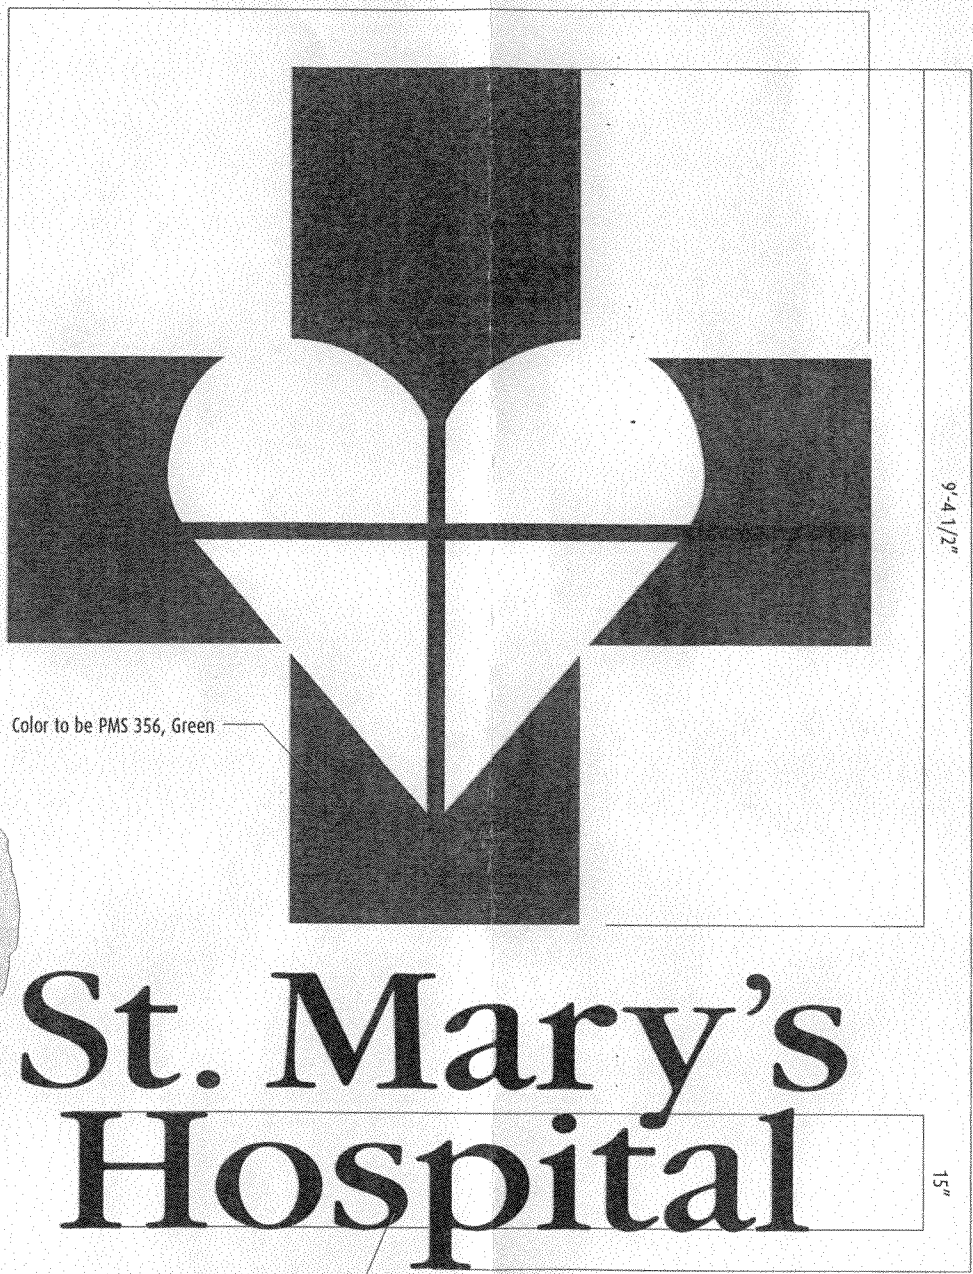 9'-4 1/2"
Color to be PMS 356, Green
St. Mary's
Hospital
15"